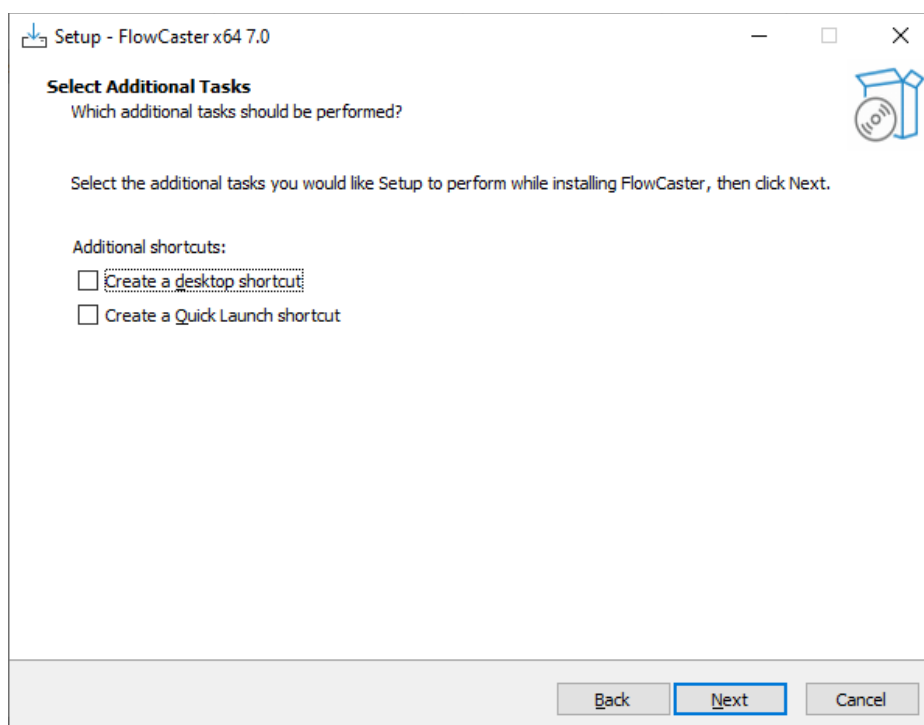 Setup - FlowCaster x64 7.0
Select Additional Tasks
Which additional tasks should be performed?
Select the additional tasks you would like Setup to perform while installing FlowCaster, then click Next.
Additional shortcuts:
Create a desktop shortcut
Create a Quick Launch shortcut
Back Next Cancel